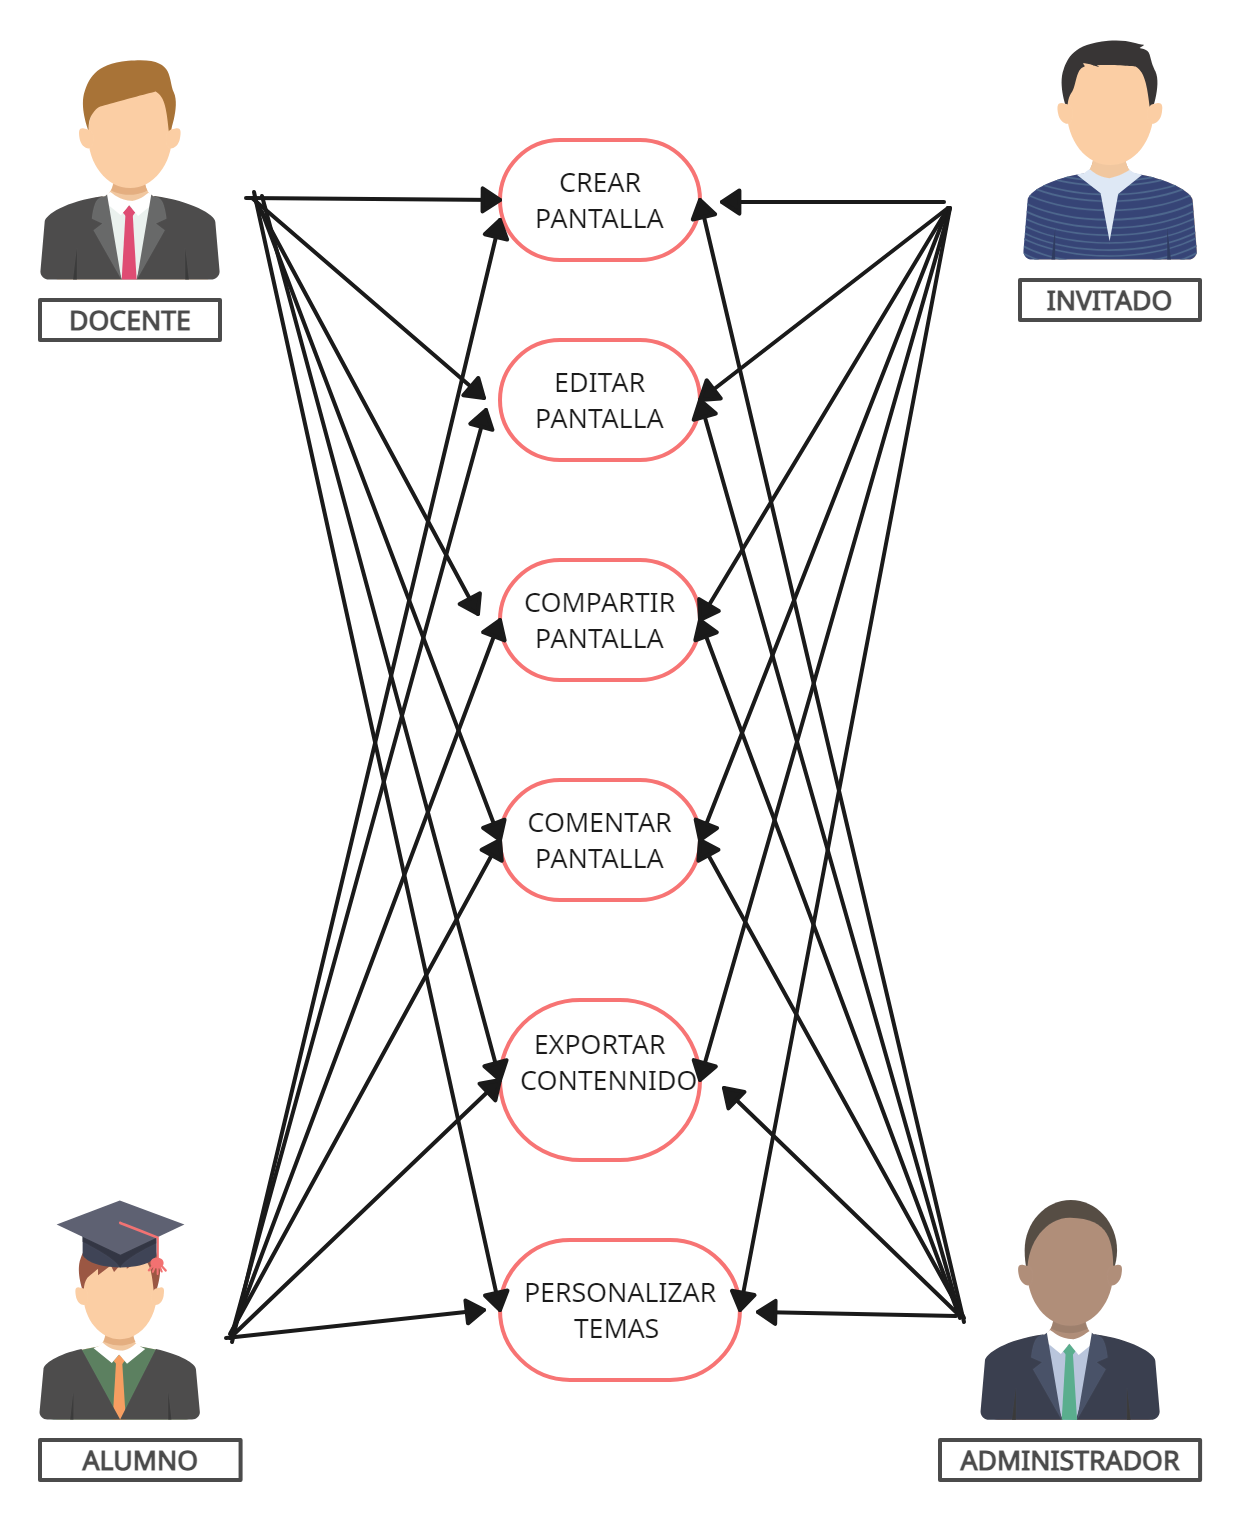 DOCENTE
INVITADO
CREAR
PANTALLA
EDITAR
PANTALLA
COMPARTIR
PANTALLA
COMENTAR
PANTALLA
EXPORTAR
CONTENNIDO
PERSONALIZAR
TEMAS
ALUMNO
ADMINISTRADOR